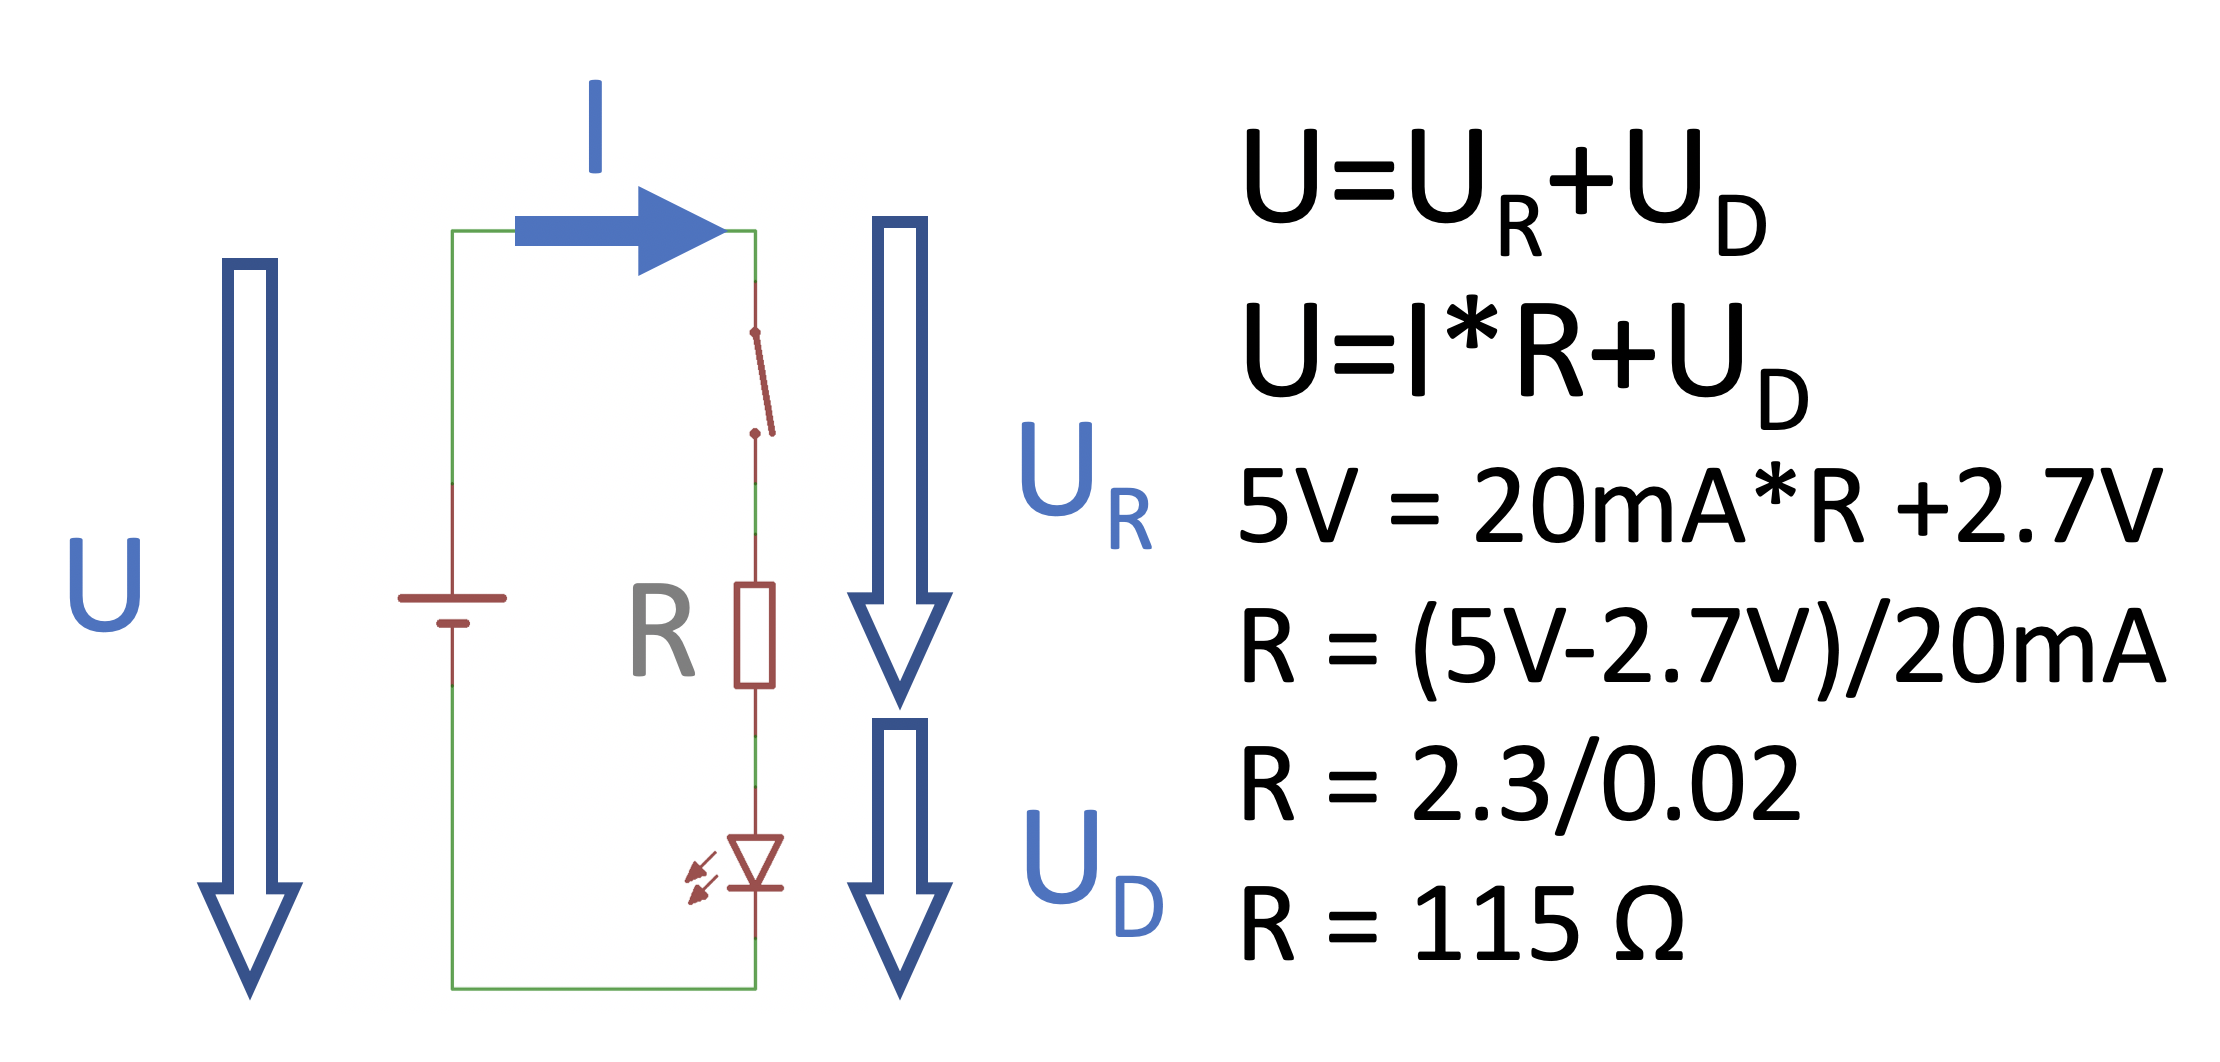 I
U
R
U_R
U_D
U=U_R+U_D
U=I*R+U_D
5V = 20mA*R +2.7V
R = (5V-2.7V)/20mA
R = 2.3/0.02
R = 115 Ω